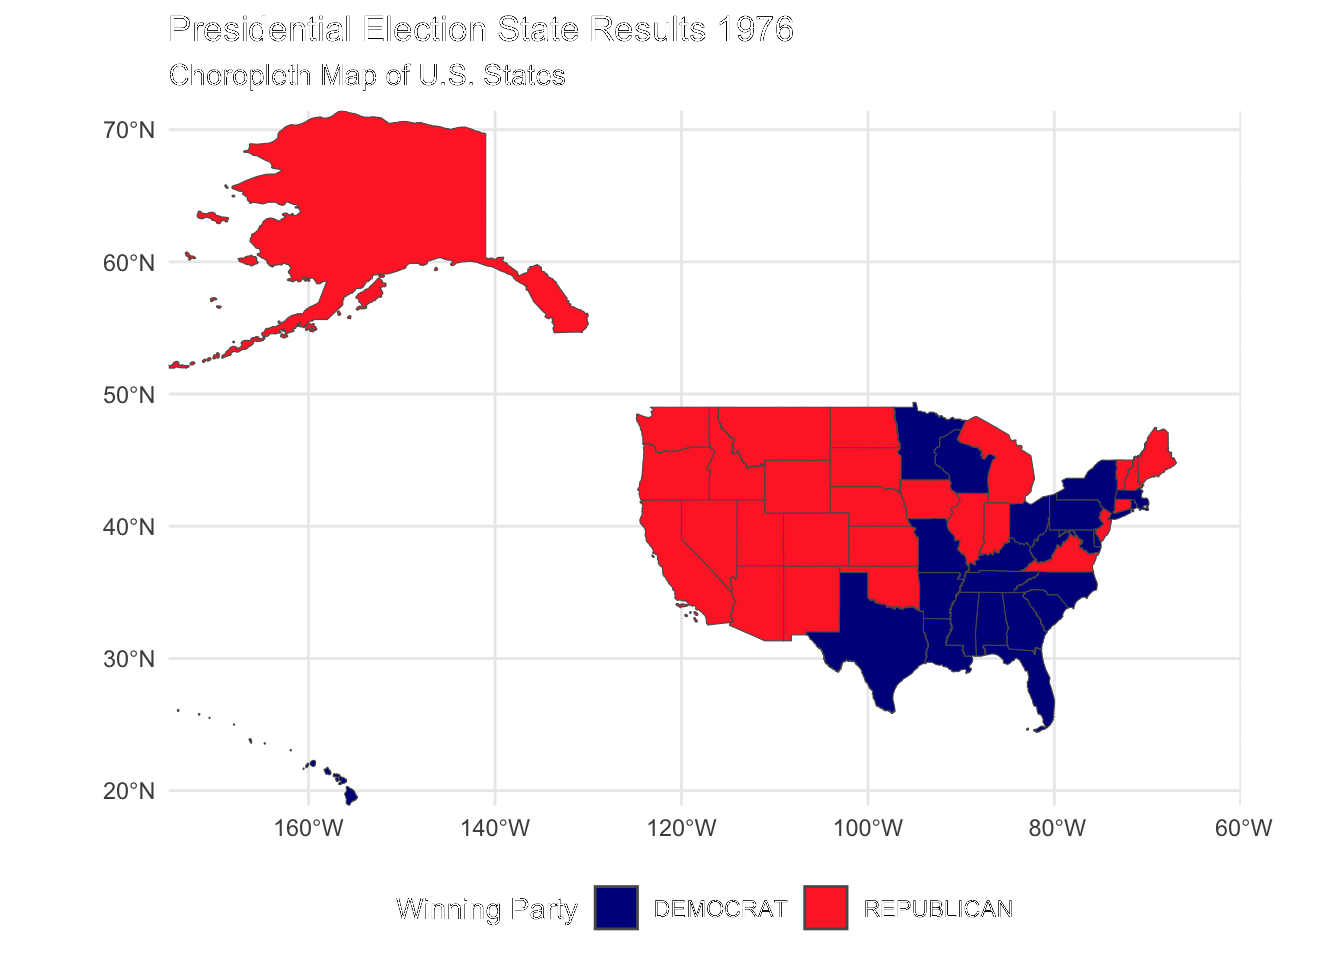 Presidential Election State Results 1976
Choropleth Map of U.S. States
70°N
60°N
50°N
40°N
30°N
20°N
160°W 140°W 120°W 100°W 80°W 60°W
Winning Party DEMOCRAT REPUBLICAN